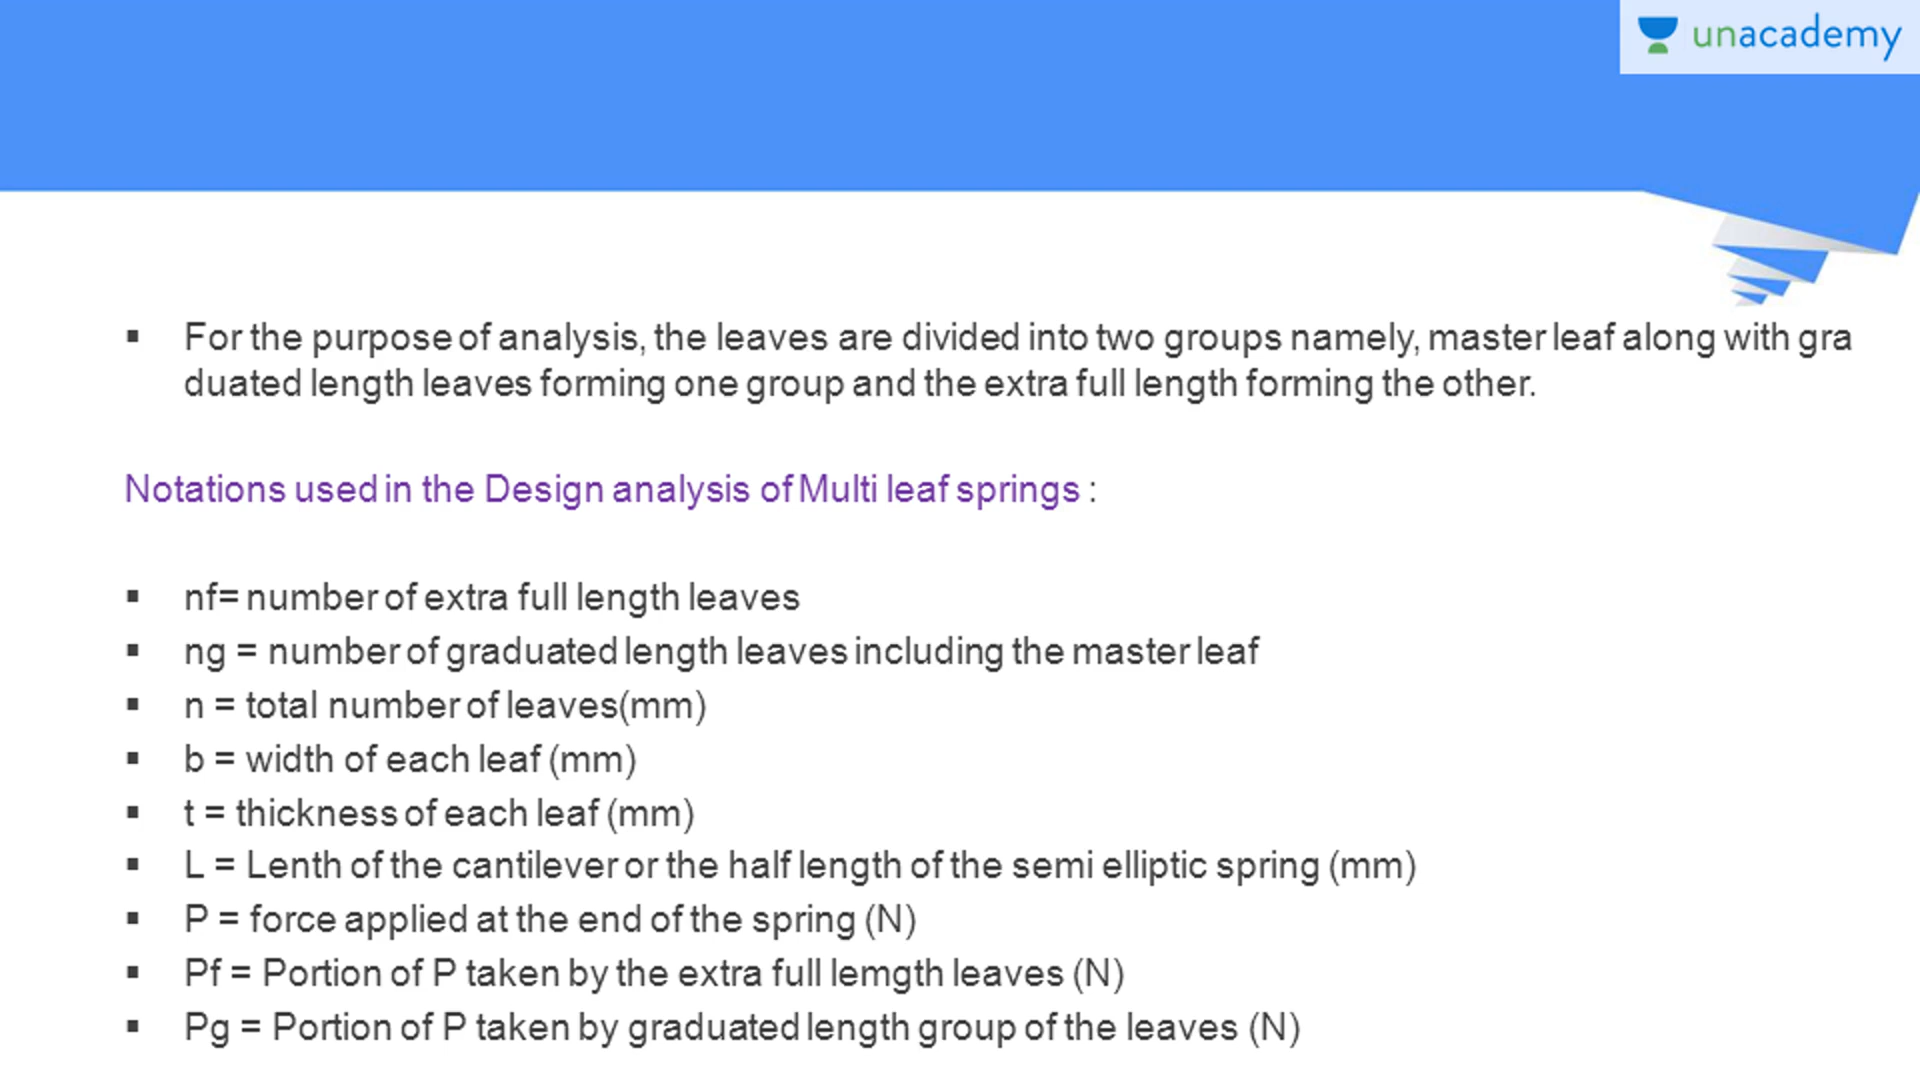 unacademy
▪ For the purpose of analysis, the leaves are divided into two groups namely, master leaf along with gra
duated length leaves forming one group and the extra full length forming the other.
Notations used in the Design analysis of Multi leaf springs :
▪ nf= number of extra full length leaves
▪ ng = number of graduated length leaves including the master leaf
▪ n = total number of leaves(mm)
▪ b = width of each leaf (mm)
▪ t = thickness of each leaf (mm)
▪ L = Lenth of the cantilever or the half length of the semi elliptic spring (mm)
▪ P = force applied at the end of the spring (N)
▪ Pf = Portion of P taken by the extra full lemgth leaves (N)
▪ Pg = Portion of P taken by graduated length group of the leaves (N)